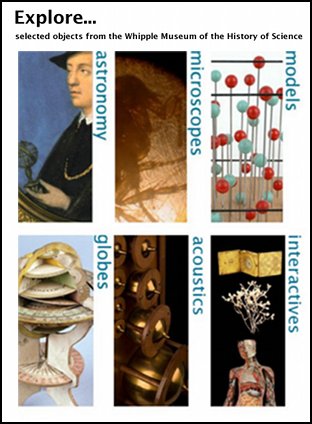 Explore...
selected objects from the Whipple Museum of the History of Science
astronomy
microscopes
models
globes
acoustics
interactives